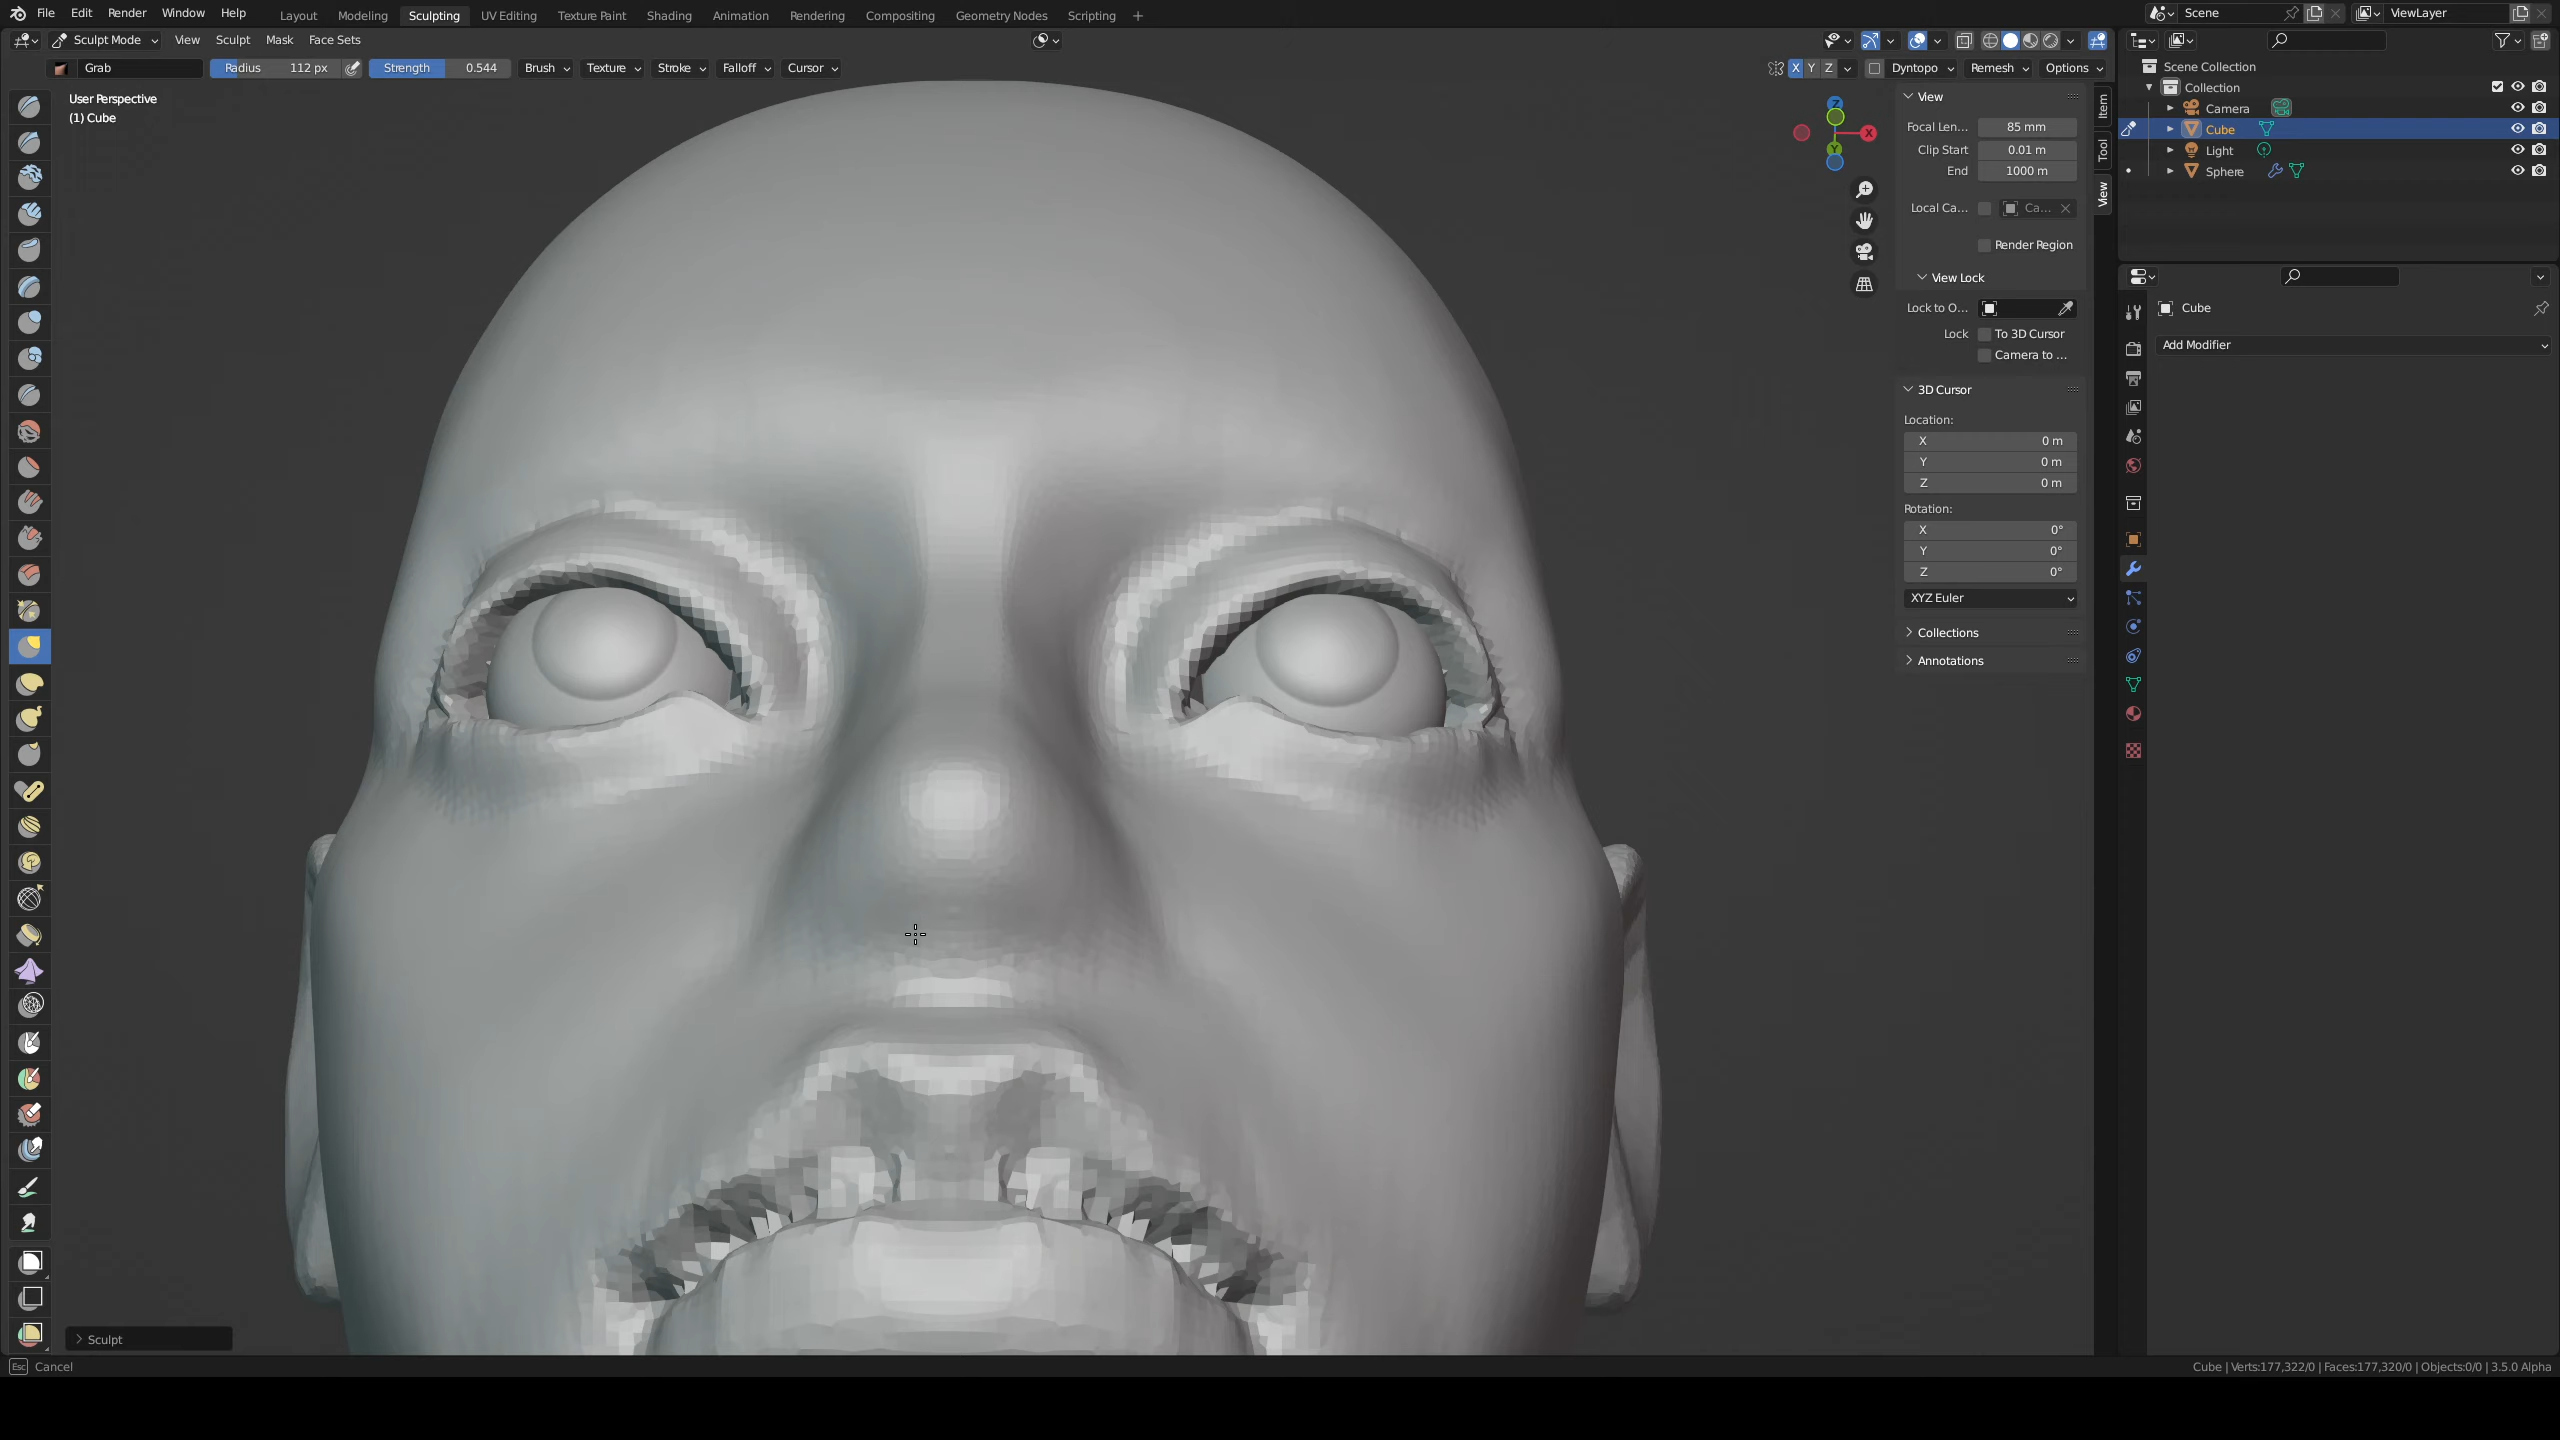 File Edit Render Window Help Layout Modeling Sculpting UV Editing Texture Paint Shading Animation Rendering Compositing Geometry Nodes Scripting + Scene ViewLayer
Sculpt Mode View Sculpt Mask Face Sets
Grab Radius 112 px Strength 0.544 Brush Texture Stroke Falloff Cursor X Y Z Dyntopo Remesh Options
User Perspective
(1) Cube
Z
X
Y
View
Focal Len... 85 mm
Clip Start 0.01 m
End 1000 m
Local Ca... Ca...
Render Region
View Lock
Lock to O...
Lock To 3D Cursor
Camera to ...
3D Cursor
Location:
X 0 m
Y 0 m
Z 0 m
Rotation:
X 0°
Y 0°
Z 0°
XYZ Euler
Collections
Annotations
Item
Tool
View
Scene Collection
Collection
Camera
Cube
Light
Sphere
Cube
Add Modifier
Sculpt
Esc Cancel
Cube | Verts:177,322/0 | Faces:177,320/0 | Objects:0/0 | 3.5.0 Alpha